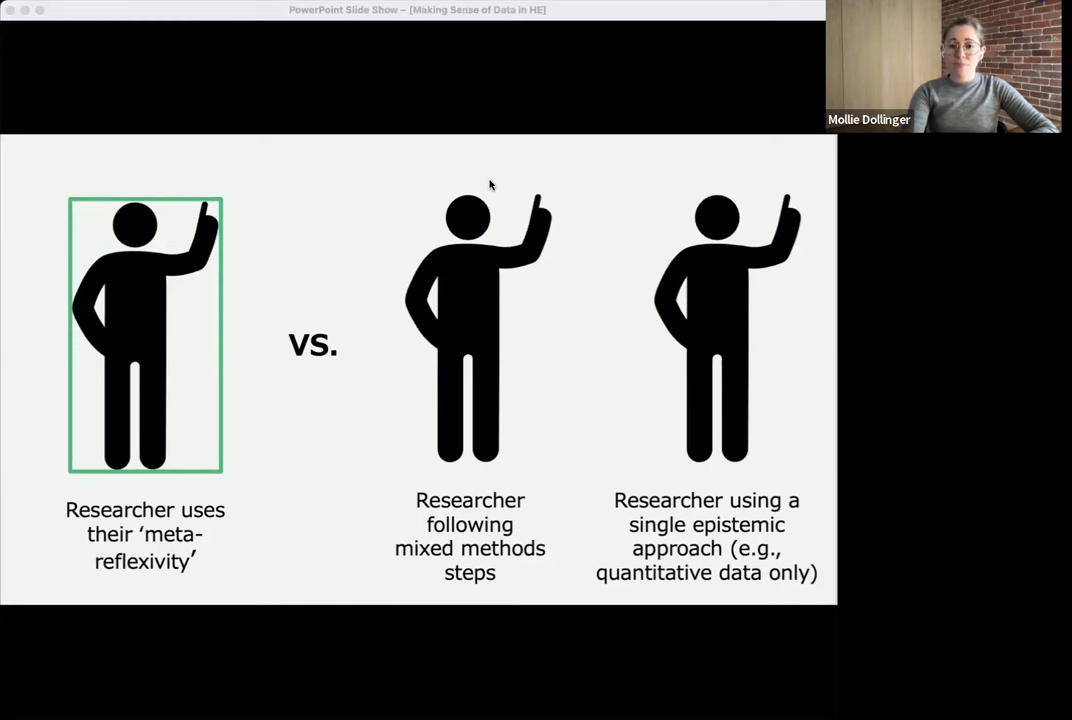 PowerPoint Slide Show – [Making Sense of Data in HE]
Mollie Dollinger
VS.
Researcher uses
their ‘meta-
reflexivity’
Researcher
following
mixed methods
steps
Researcher using a
single epistemic
approach (e.g.,
quantitative data only)